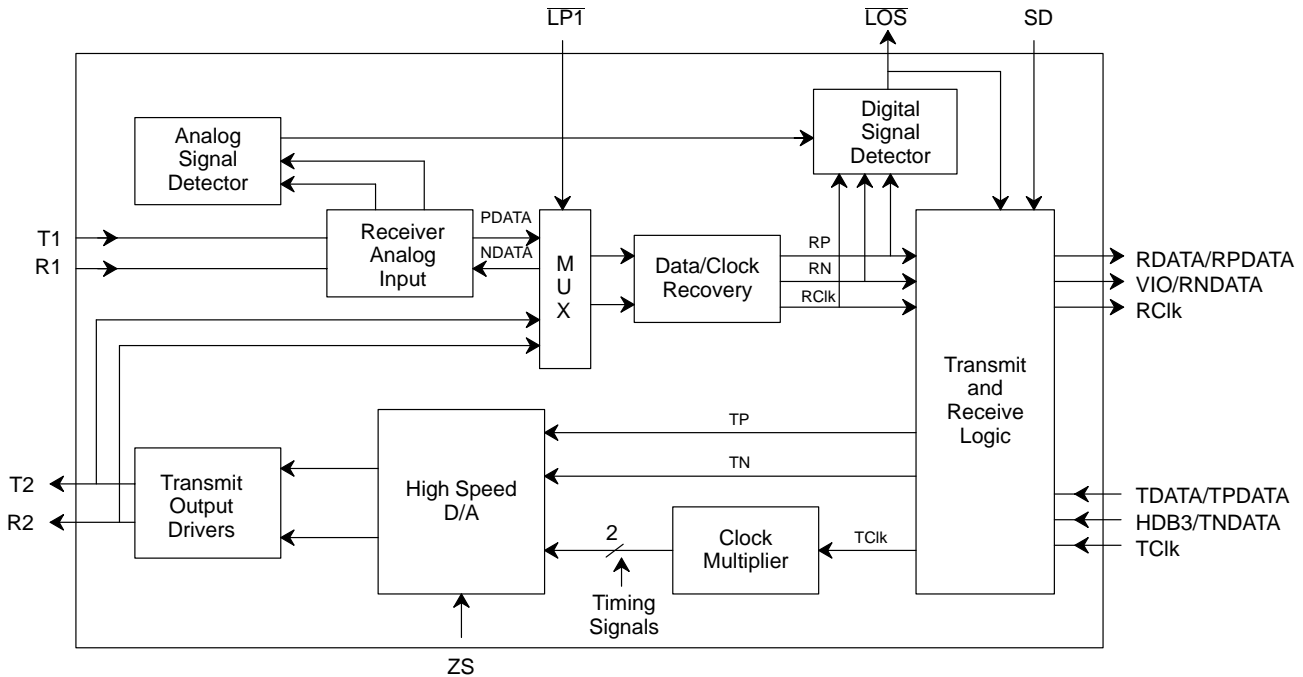 LP1
LOS
SD
Analog
Signal
Detector
Digital
Signal
Detector
T1
R1
Receiver
Analog
Input
PDATA
NDATA
M
U
X
Data/Clock
Recovery
RP
RN
RClk
RDATA/RPDATA
VIO/RNDATA
RClk
Transmit
and
Receive
Logic
T2
R2
Transmit
Output
Drivers
High Speed
D/A
TP
TN
2
Timing
Signals
Clock
Multiplier
TClk
TDATA/TPDATA
HDB3/TNDATA
TClk
ZS